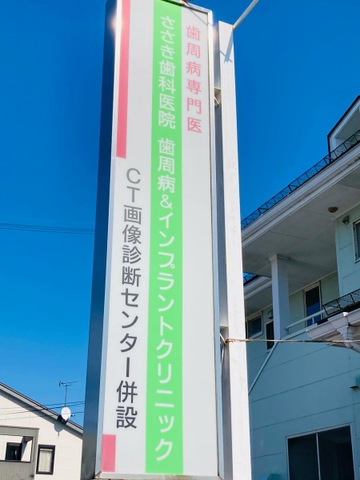 歯周病専門医
ささき歯科医院 歯周病&インプラントクリニック
CT画像診断センター併設